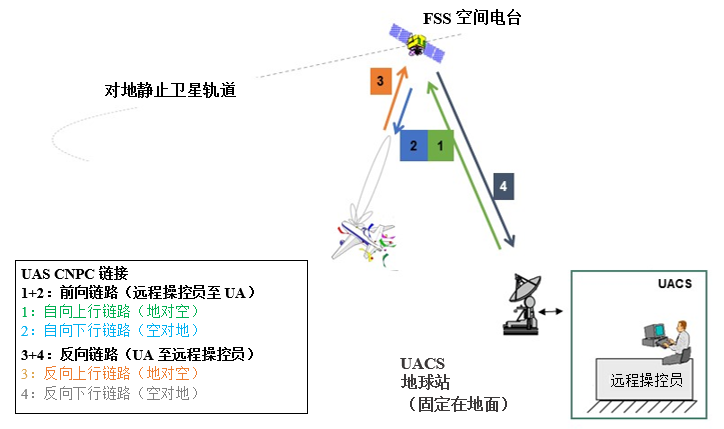 FSS 空间电台
对地静止卫星轨道
3
2
1
4
UAS CNPC 链接
1+2：前向链路（远程操控员至 UA）
1：自向上行链路（地对空）
2：自向下行链路（空对地）
3+4：反向链路（UA 至远程操控员）
3：反向上行链路（地对空）
4：反向下行链路（空对地）
UACS
地球站
（固定在地面）
UACS
远程操控员